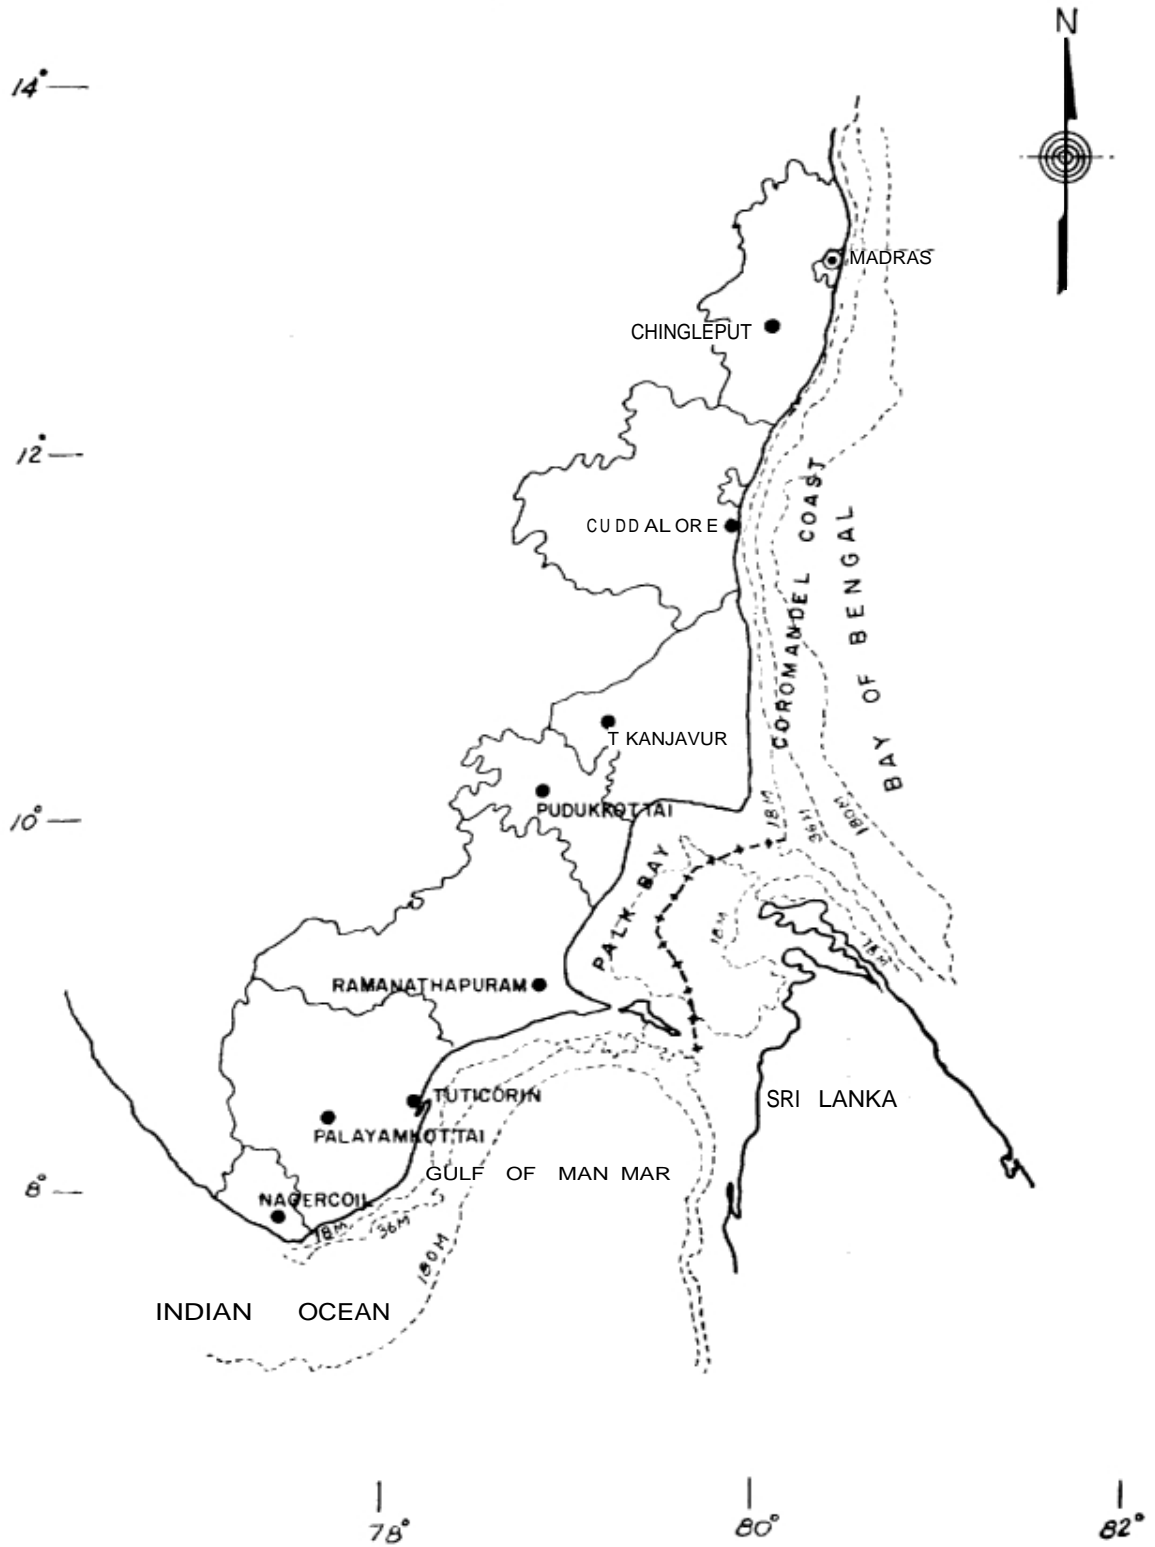 N
14°
MADRAS
CHINGLEPUT
12°
COROMANDEL COAST
BAY OF BENGAL
CUDDALORE
T KANJAVUR
PUDUKKOTTAI
10°
18M
36M
180M
PALK BAY
18M
18M
RAMANATHAPURAM
TUTICORIN
SRI LANKA
PALAYAMKOTTAI
GULF OF MAN MAR
8°
NAGERCOIL
18M
36M
180M
INDIAN OCEAN
78°
80°
82°